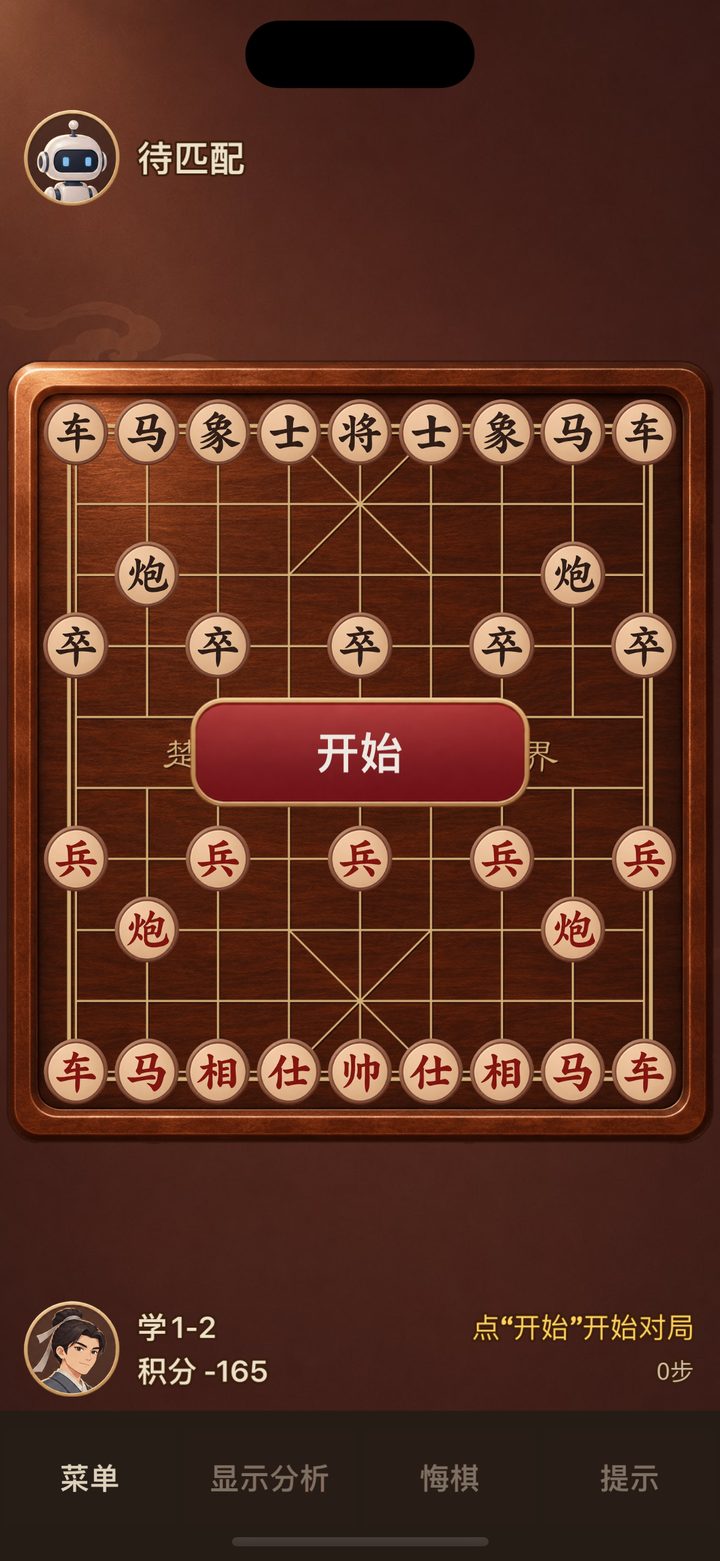 待匹配
车马象士将士象马车
炮 炮
卒 卒 卒 卒 卒
楚 开始 界
兵 兵 兵 兵 兵
炮 炮
车马相仕帅仕相马车
学1-2
点“开始”开始对局
积分 -165
0步
菜单 显示分析 悔棋 提示